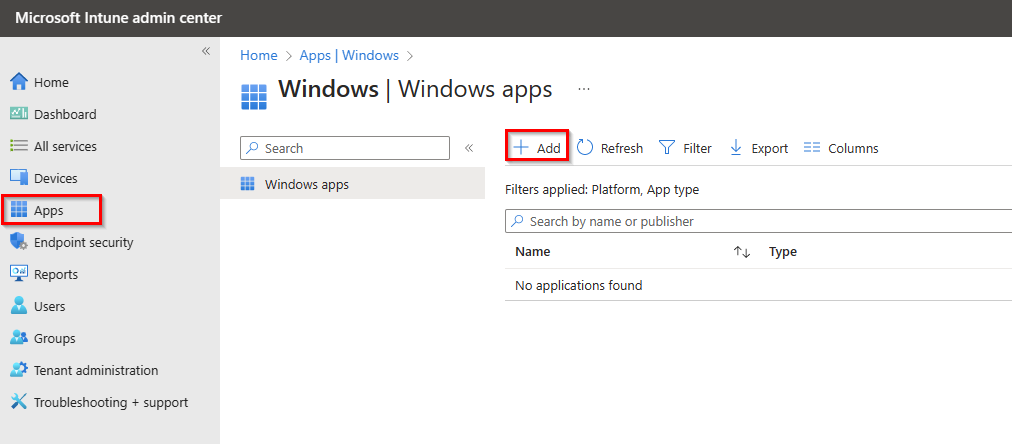 Microsoft Intune admin center
«
Home
Dashboard
All services
Devices
Apps
Endpoint security
Reports
Users
Groups
Tenant administration
Troubleshooting + support
Home > Apps | Windows >
Windows | Windows apps ...
Search «
Windows apps
+ Add Refresh Filter Export Columns
Filters applied: Platform, App type
Search by name or publisher
Name ↑↓ Type
No applications found